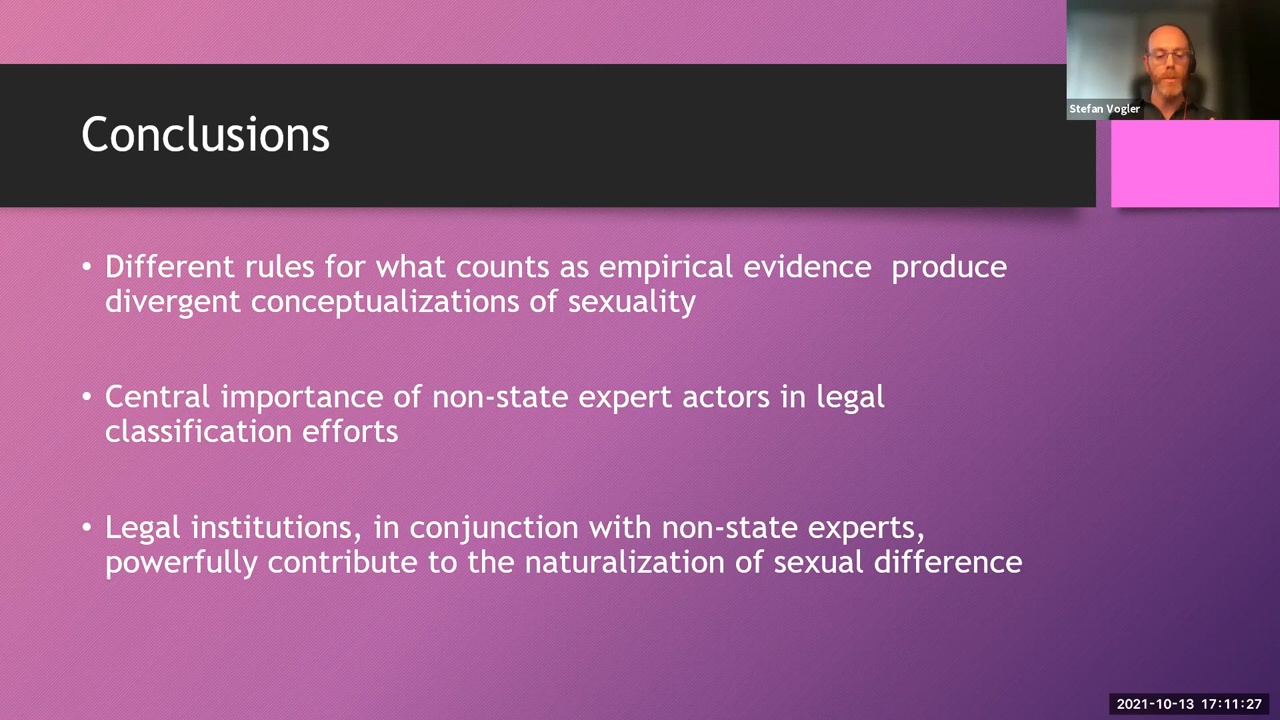 Stefan Vogler
Conclusions
• Different rules for what counts as empirical evidence  produce
divergent conceptualizations of sexuality
• Central importance of non-state expert actors in legal
classification efforts
• Legal institutions, in conjunction with non-state experts,
powerfully contribute to the naturalization of sexual difference
2021-10-13 17:11:27